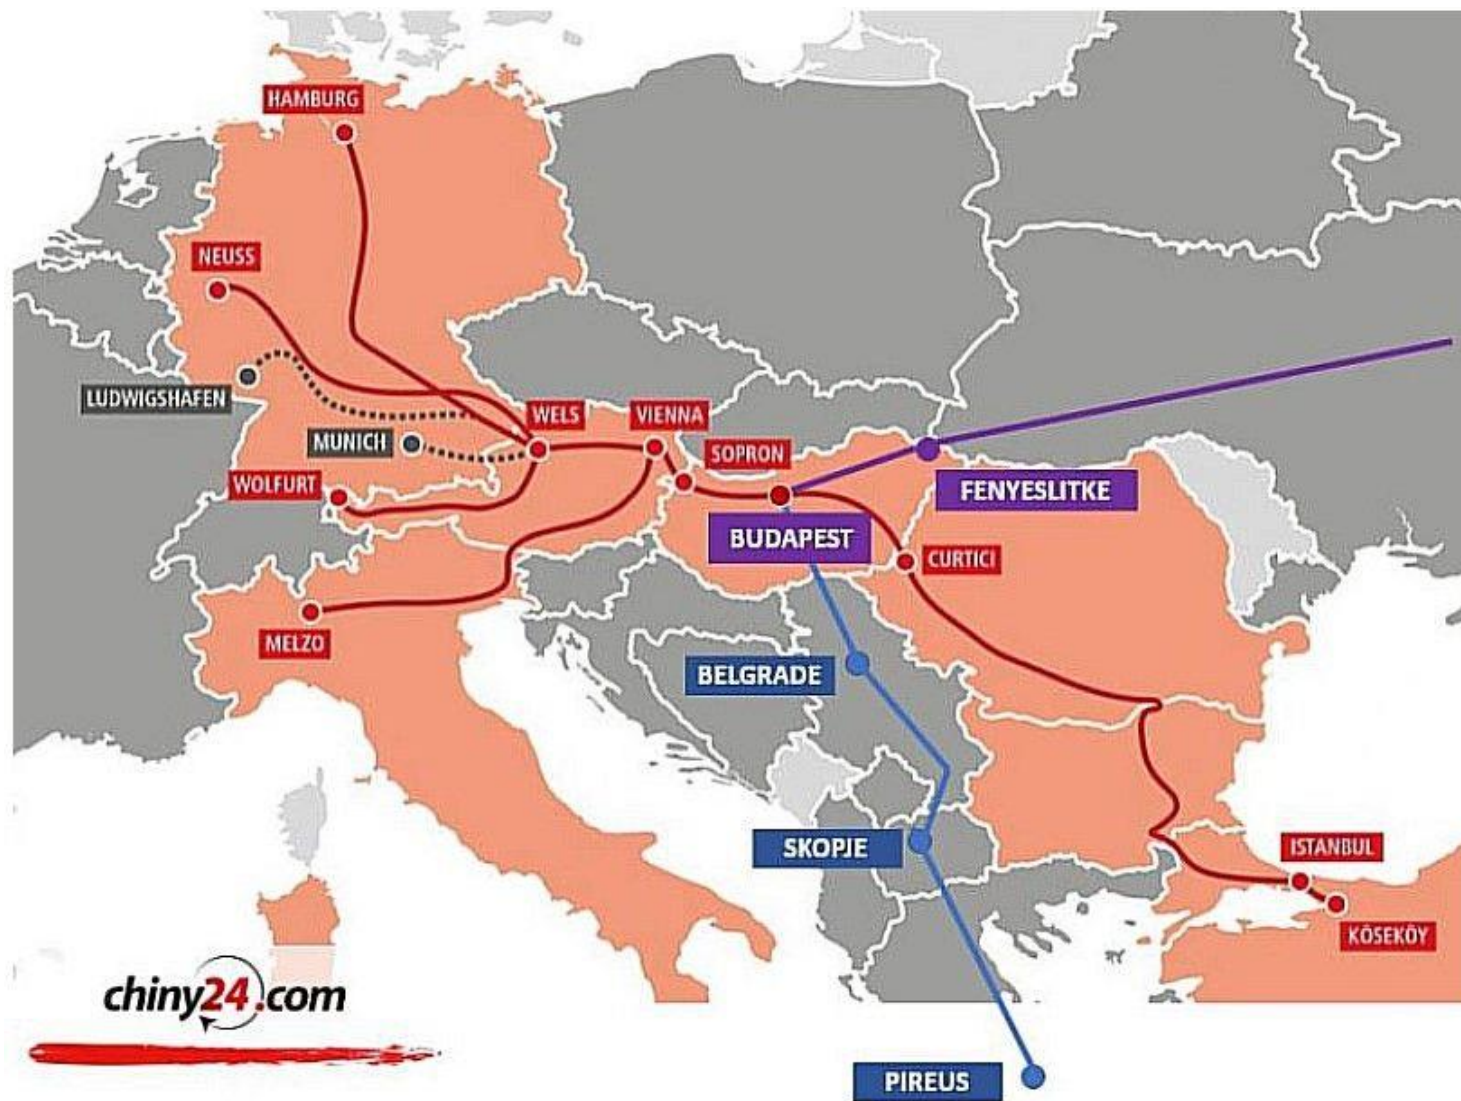 HAMBURG
NEUSS
LUDWIGSHAFEN
MUNICH
WELS
VIENNA
SOPRON
WOLFURT
FENYESLITKE
BUDAPEST
CURTICI
MELZO
BELGRADE
SKOPJE
ISTANBUL
KÖSEKÖY
chiny24.com
PIREUS